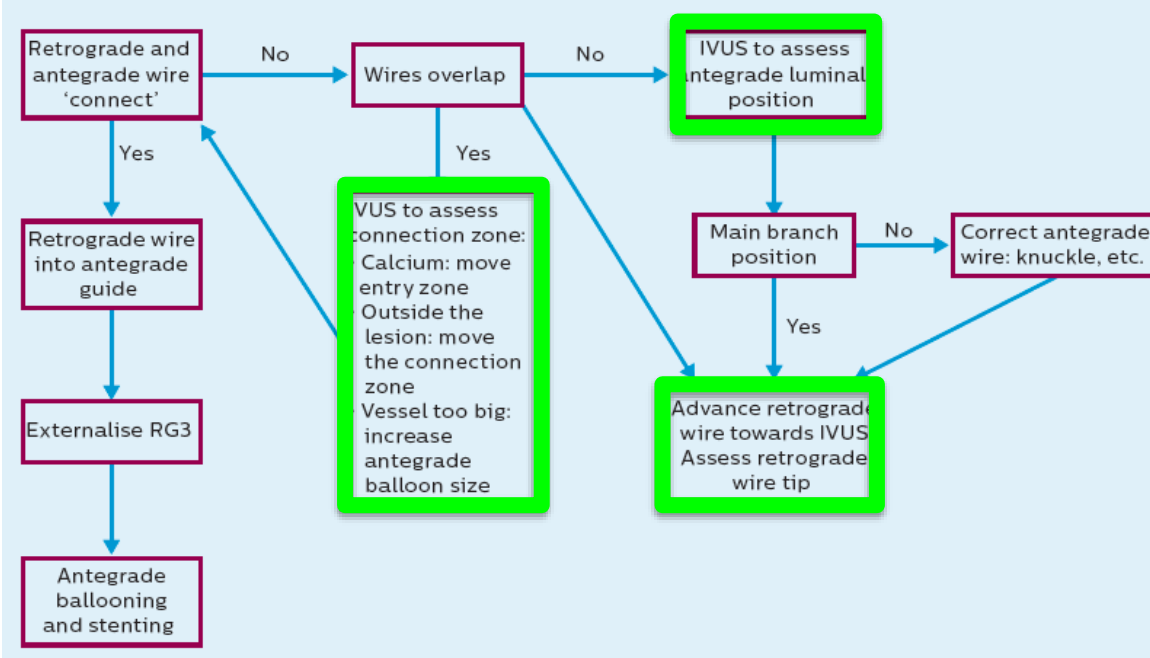 Retrograde and
antegrade wire
‘connect’
No
Wires overlap
No
IVUS to assess
antegrade luminal
position
Yes
Yes
VUS to assess
connection zone:
Calcium: move
entry zone
Outside the
lesion: move
the connection
zone
Vessel too big:
increase
antegrade
balloon size
Retrograde wire
into antegrade
guide
Main branch
position
No
Correct antegrade
wire: knuckle, etc.
Yes
Externalise RG3
Advance retrograde
wire towards IVUS
Assess retrograde
wire tip
Antegrade
ballooning
and stenting